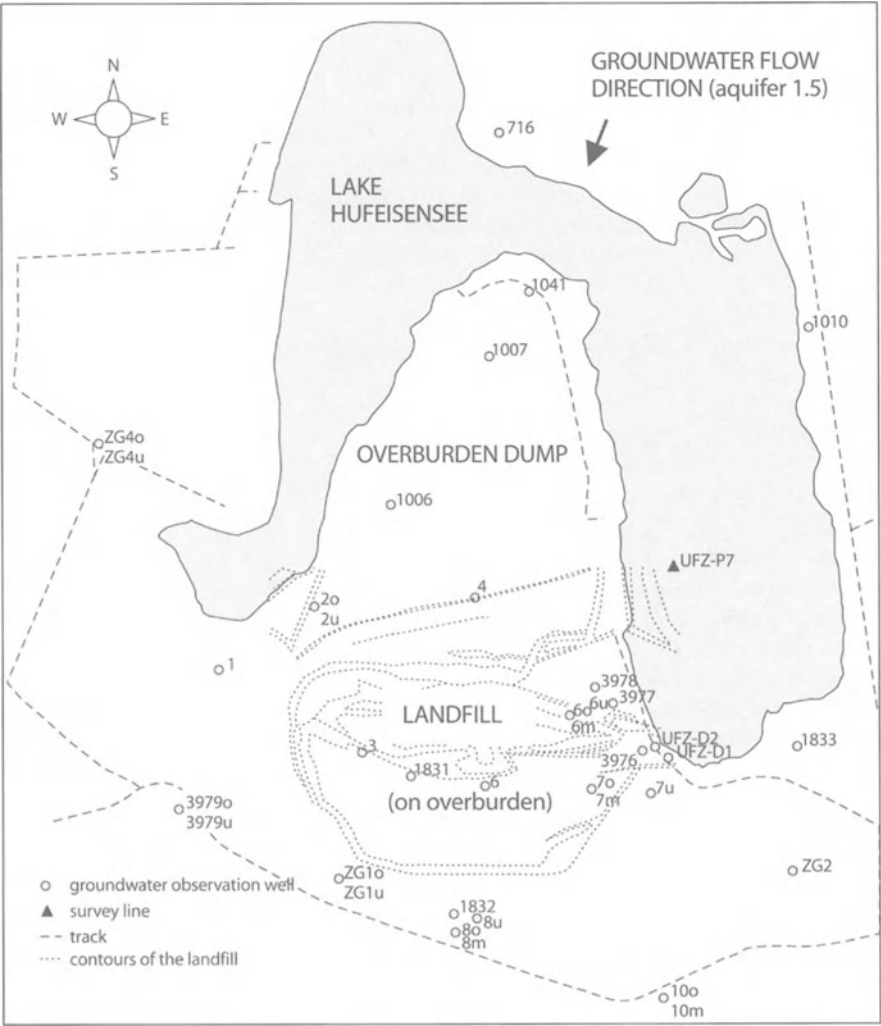 GROUNDWATER FLOW
DIRECTION (aquifer 1.5)
N
W
E
S
716
LAKE
HUFEISENSEE
1041
1010
1007
ZG4o
ZG4u
OVERBURDEN DUMP
1006
UFZ-P7
4
2o
2u
1
3978
3977
6u
6o
6m
LANDFILL
UFZ-D2
UFZ-D1
3976
1833
3
1831
6
7o
7m
7u
(on overburden)
3979o
3979u
ZG1o
ZG1u
ZG2
1832
8u
8o
8m
10o
10m
groundwater observation well
survey line
track
contours of the landfill